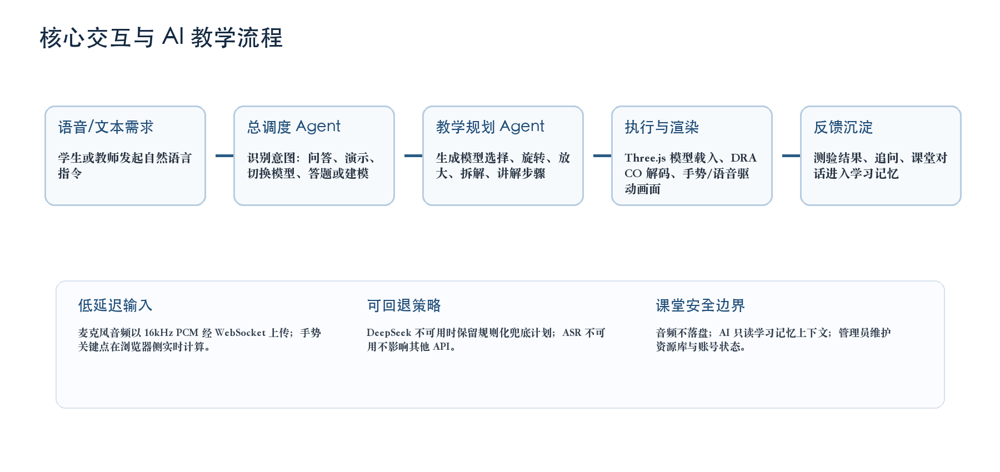 核心交互与 AI 教学流程
语音/文本需求
学生或教师发起自然语言
指令
总调度 Agent
识别意图：问答、演示、
切换模型、答题或建模
教学规划 Agent
生成模型选择、旋转、放
大、拆解、讲解步骤
执行与渲染
Three.js 模型载入、DRA
CO 解码、手势/语音驱
动画面
反馈沉淀
测验结果、追问、课堂对
话进入学习记忆
低延迟输入
麦克风音频以 16kHz PCM 经 WebSocket 上传；手势
关键点在浏览器侧实时计算。
可回退策略
DeepSeek 不可用时保留规则化兜底计划；ASR 不可
用不影响其他 API。
课堂安全边界
音频不落盘；AI 只读学习记忆上下文；管理员维护
资源库与账号状态。